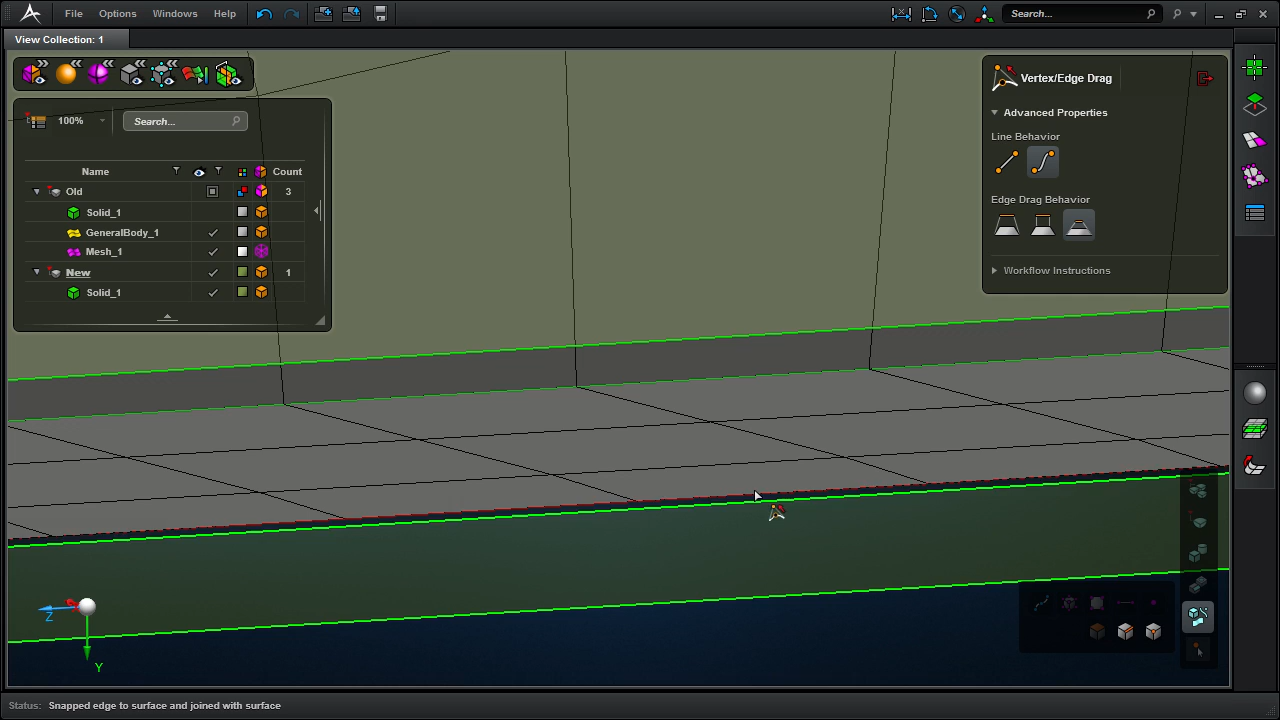 File Options Windows Help Search...
View Collection: 1
100% Search...
Name Count
Old 3
Solid_1
GeneralBody_1
Mesh_1
New 1
Solid_1
Vertex/Edge Drag
Advanced Properties
Line Behavior
Edge Drag Behavior
Workflow Instructions
Z
Y
Status: Snapped edge to surface and joined with surface